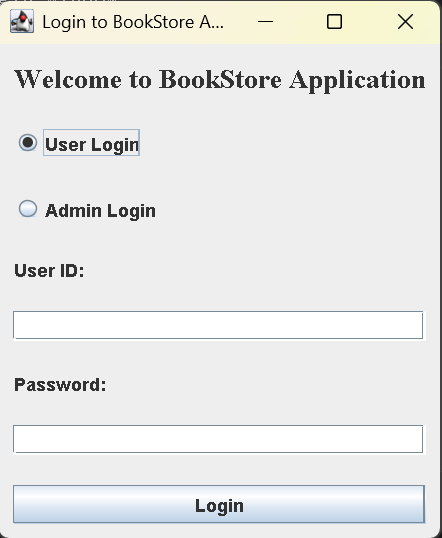 Login to BookStore A...
Welcome to BookStore Application
User Login
Admin Login
User ID:
Password:
Login